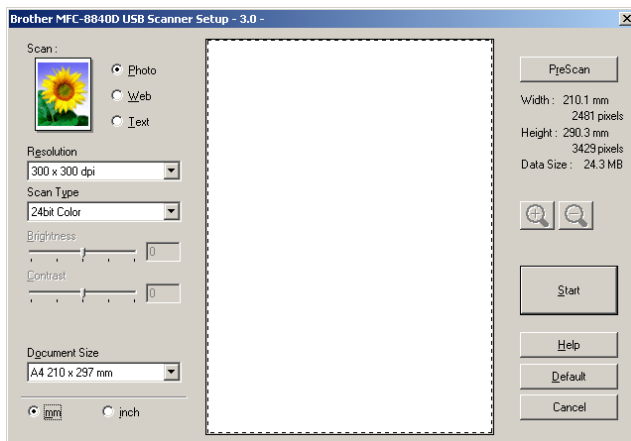 Brother MFC-8840D USB Scanner Setup - 3.0 -
Scan :
Photo
Web
Text
Resolution
300 x 300 dpi
Scan Type
24bit Color
Brightness
0
Contrast
0
Document Size
A4 210 x 297 mm
mm
inch
PreScan
Width : 210.1 mm
2481 pixels
Height : 290.3 mm
3429 pixels
Data Size : 24.3 MB
Start
Help
Default
Cancel